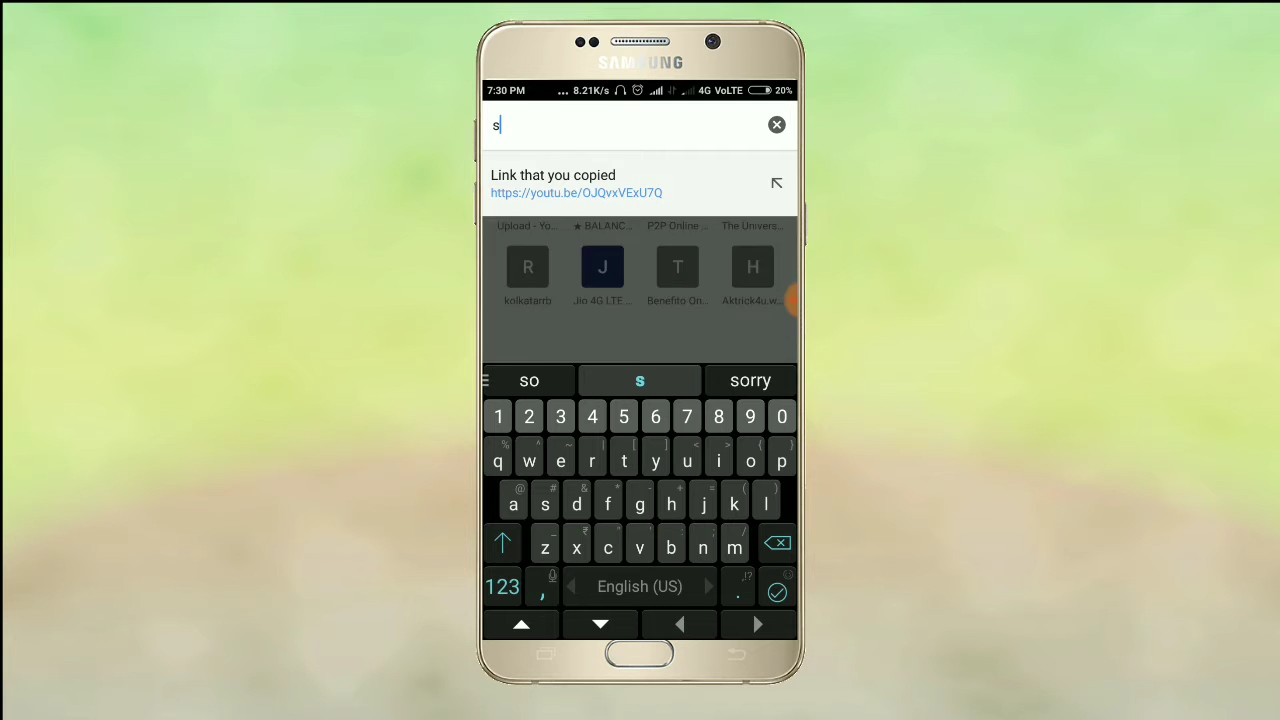 SAMSUNG
7:30 PM ... 8.21K/s 4G VoLTE 20%
s
Link that you copied
https://youtu.be/OJQvxVExU7Q
Upload - Yo... ★ BALANC... P2P Online ... The Univers...
R J T H
kolkatarrb Jio 4G LTE ... Benefito On... Aktrick4u.w...
so s sorry
1 2 3 4 5 6 7 8 9 0
% ^ ~ | [ ] < > { }
q w e r t y u i o p
@ # & * - + = ( )
a s d f g h j k l
_ ₹ " ' : ; /
z x c v b n m
123 , English (US) . ,!?